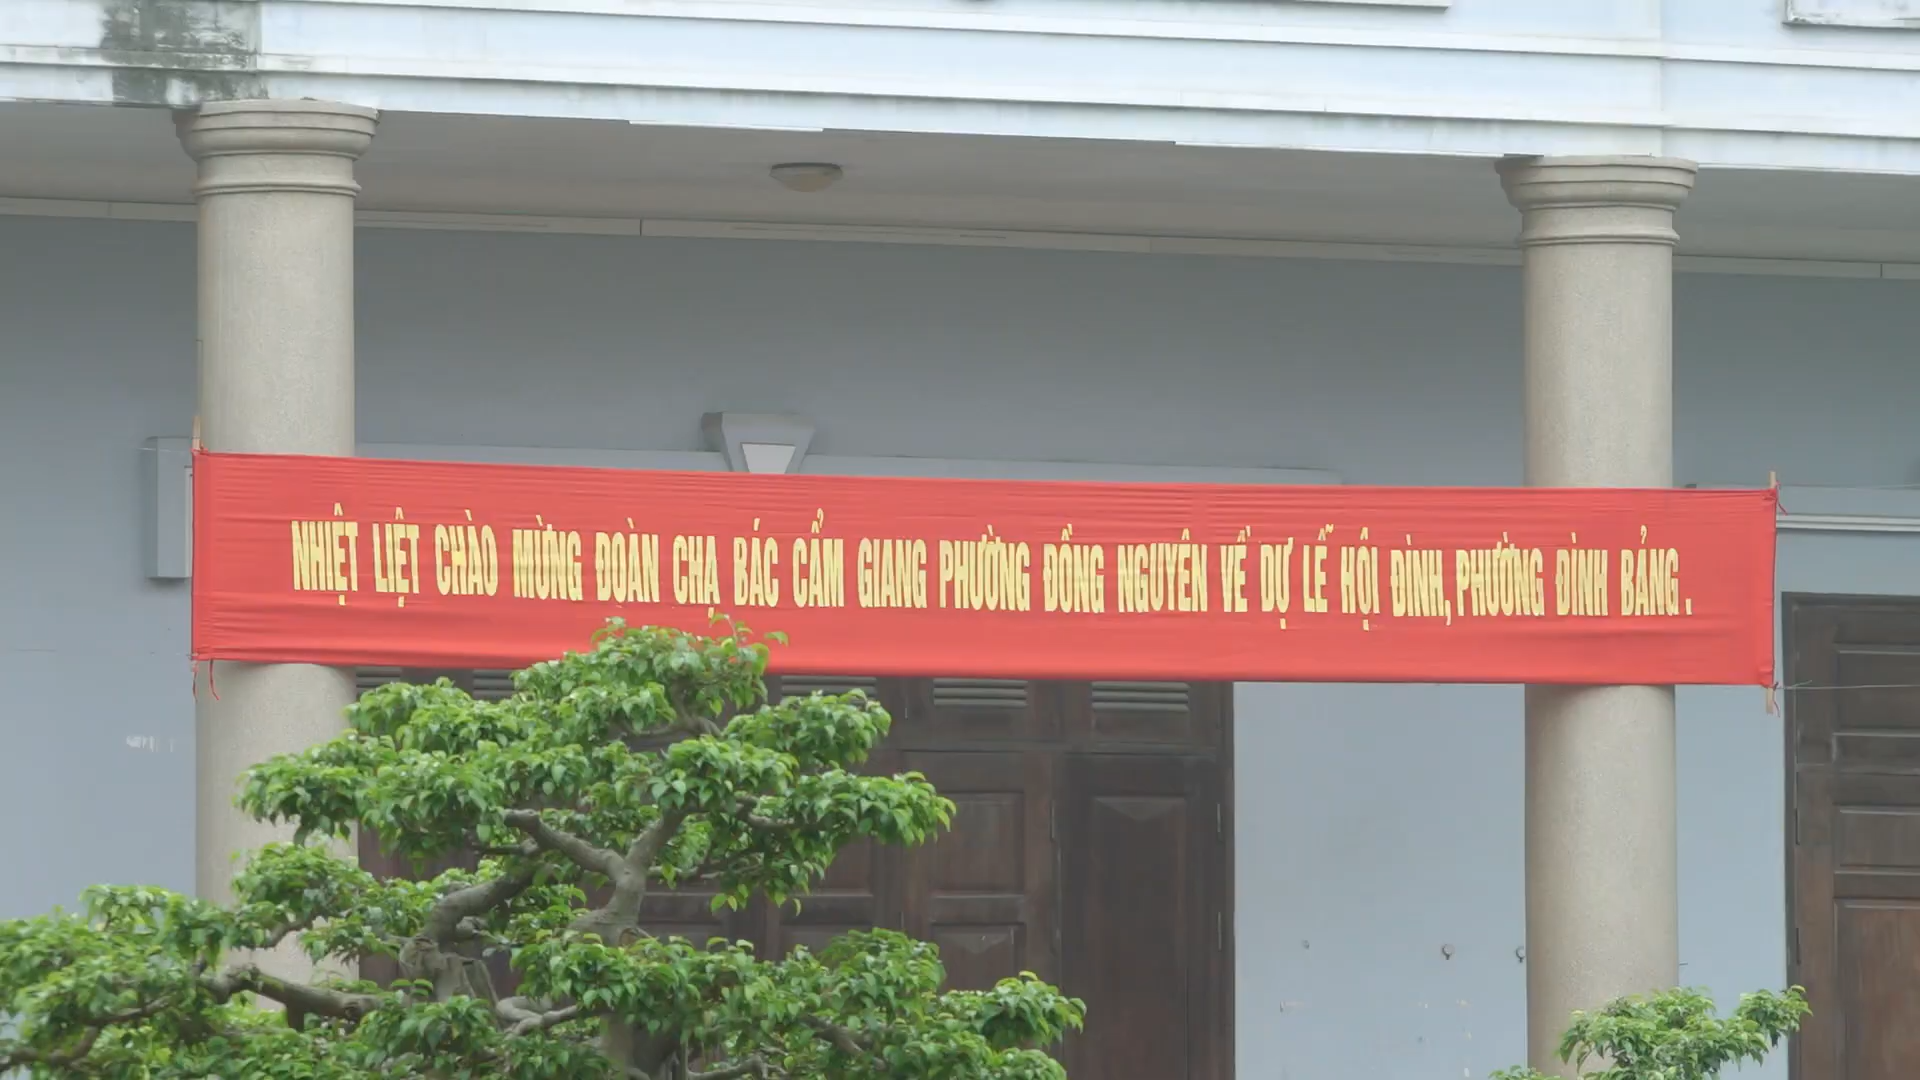 NHIỆT LIỆT CHÀO MỪNG ĐOÀN CHẠ BÁC CẨM GIANG PHƯỜNG ĐỒNG NGUYÊN VỀ DỰ LỄ HỘI ĐÌNH, PHƯỜNG ĐÌNH BẢNG.